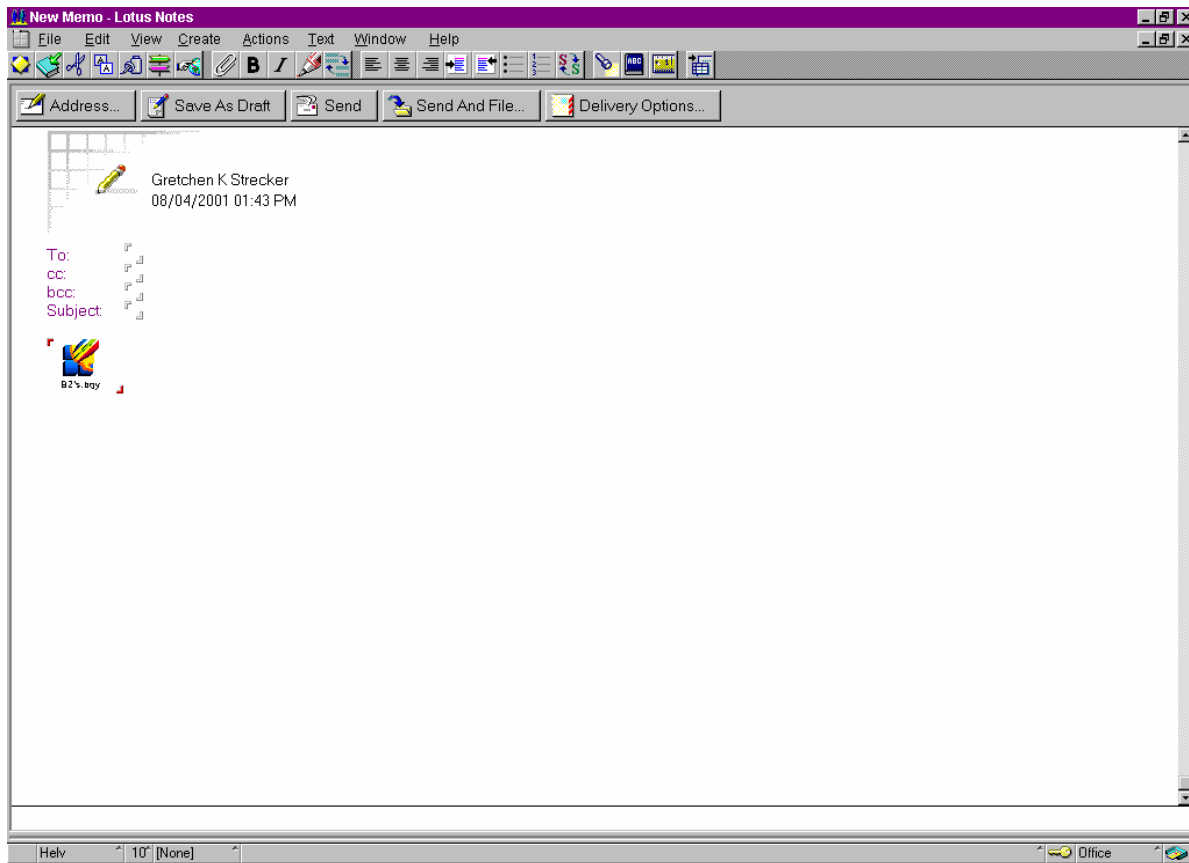 New Memo - Lotus Notes
File Edit View Create Actions Text Window Help
Address... Save As Draft Send Send And File... Delivery Options...
Gretchen K Strecker
08/04/2001 01:43 PM
To:
cc:
bcc:
Subject:
B2's.bqy
Helv 10 [None] Office